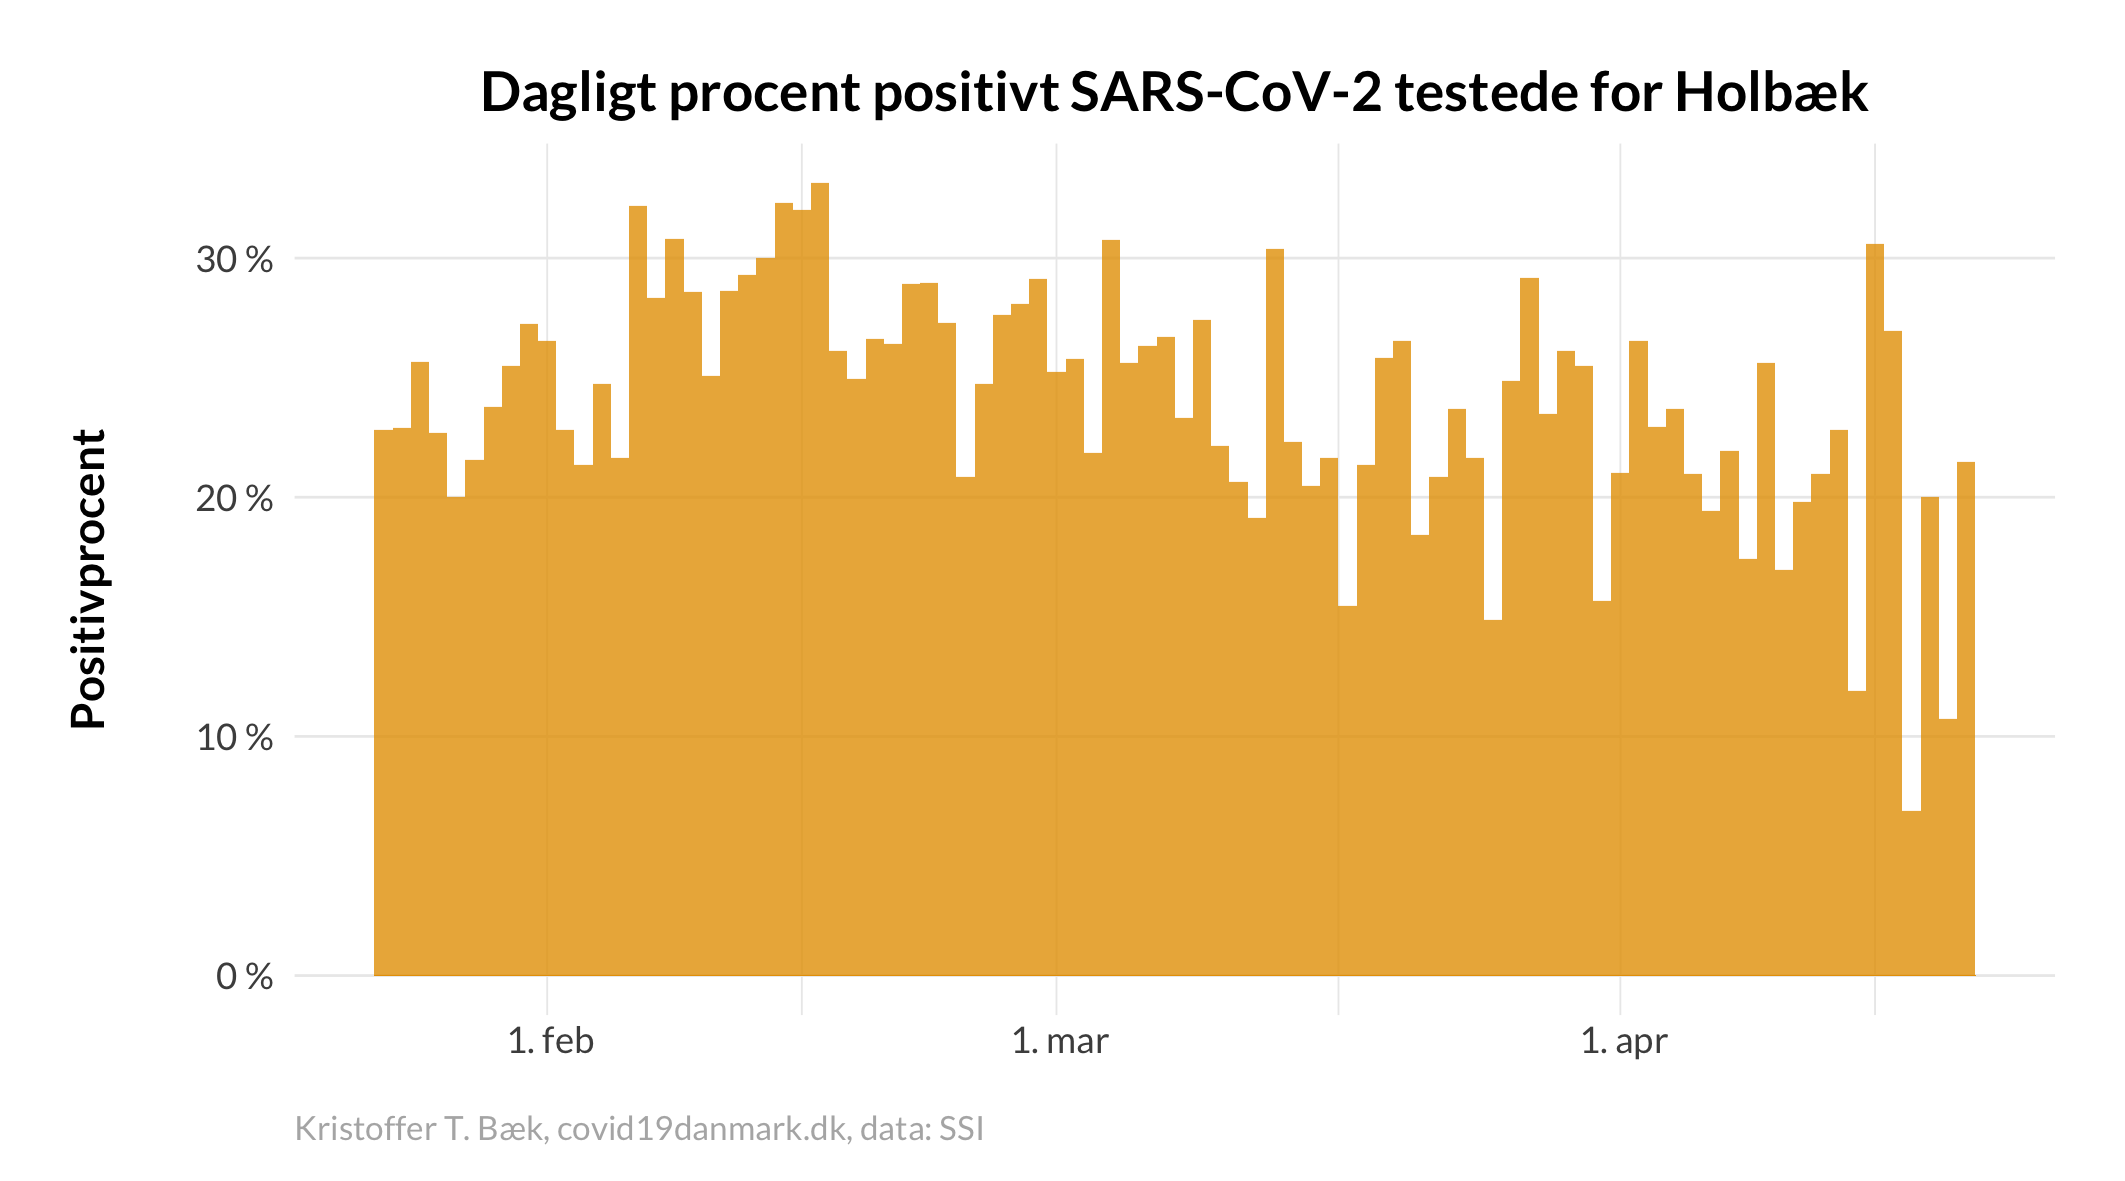 Dagligt procent positivt SARS-CoV-2 testede for Holbæk
Positivprocent
30 %
20 %
10 %
0 %
1. feb
1. mar
1. apr
Kristoffer T. Bæk, covid19danmark.dk, data: SSI